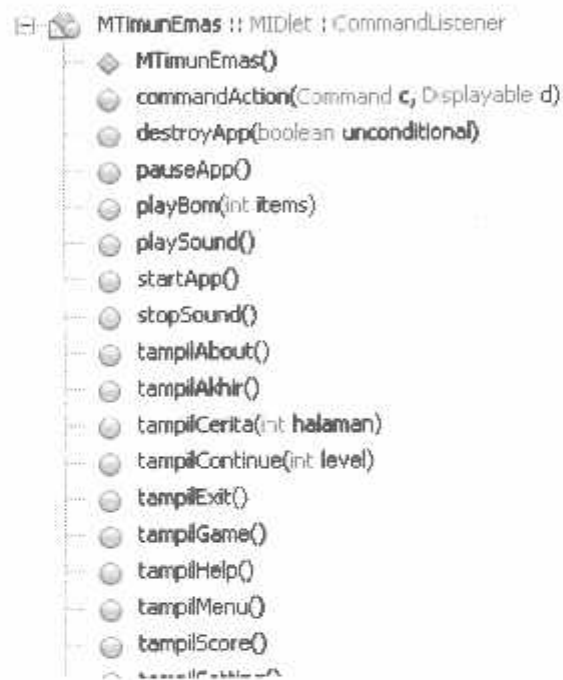 MTimunEmas :: MIDlet : CommandListener
MTimunEmas()
commandAction(Command c, Displayable d)
destroyApp(boolean unconditional)
pauseApp()
playBom(int items)
playSound()
startApp()
stopSound()
tampilAbout()
tampilAkhir()
tampilCerita(int halaman)
tampilContinue(int level)
tampilExit()
tampilGame()
tampilHelp()
tampilMenu()
tampilScore()